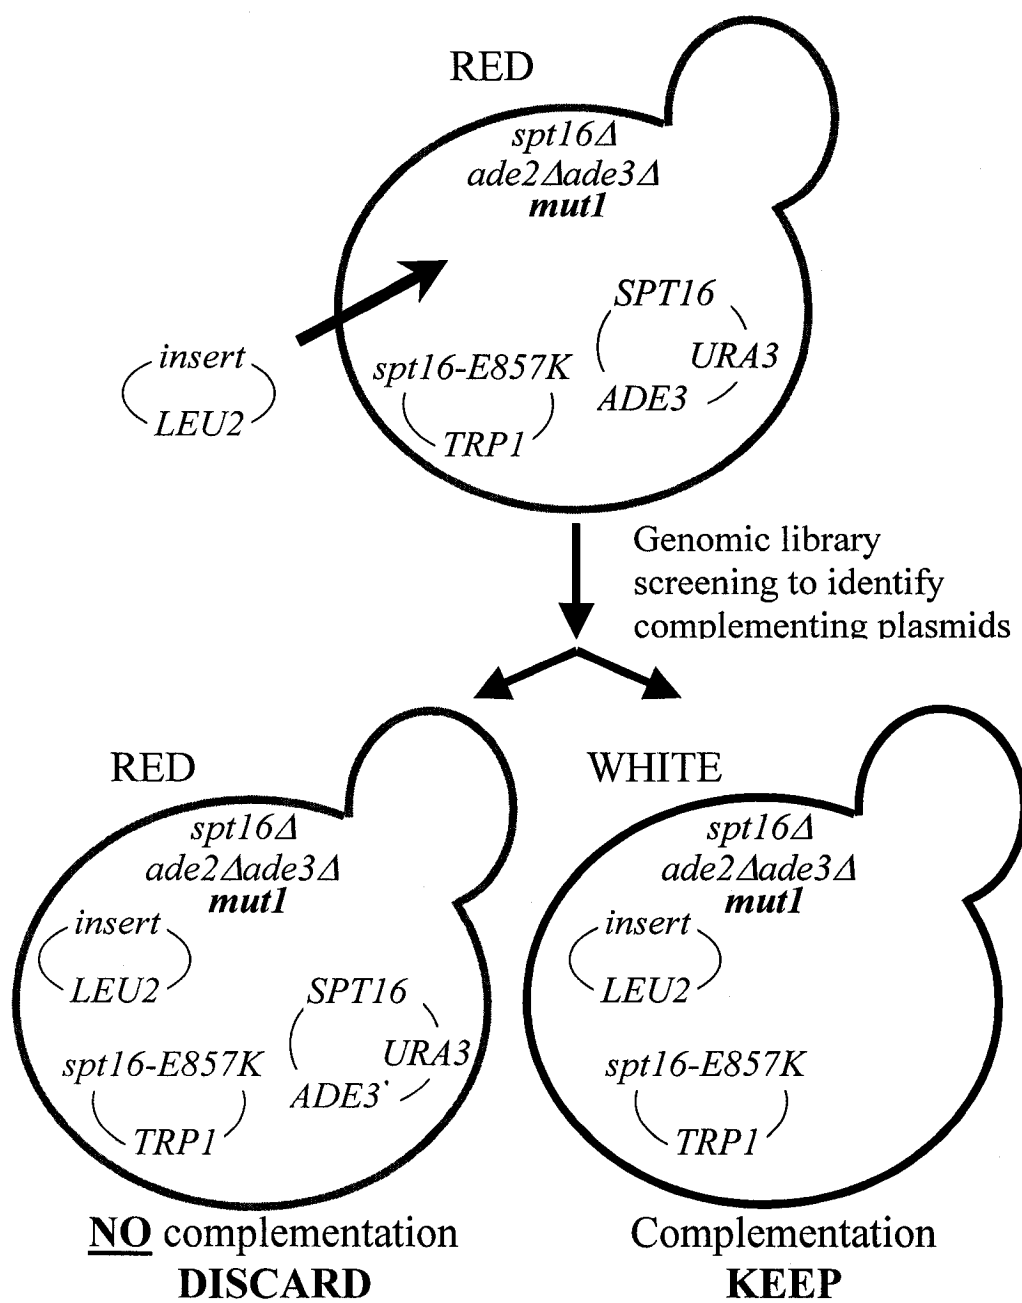 RED
spt16Δ
ade2Δade3Δ
mut1
SPT16
insert
URA3
spt16-E857K
ADE3
LEU2
TRP1
Genomic library
screening to identify
complementing plasmids
RED
spt16Δ
ade2Δade3Δ
mut1
insert
LEU2
SPT16
URA3
spt16-E857K
ADE3
TRP1
NO complementation
DISCARD
WHITE
spt16Δ
ade2Δade3Δ
mut1
insert
LEU2
spt16-E857K
TRP1
Complementation
KEEP